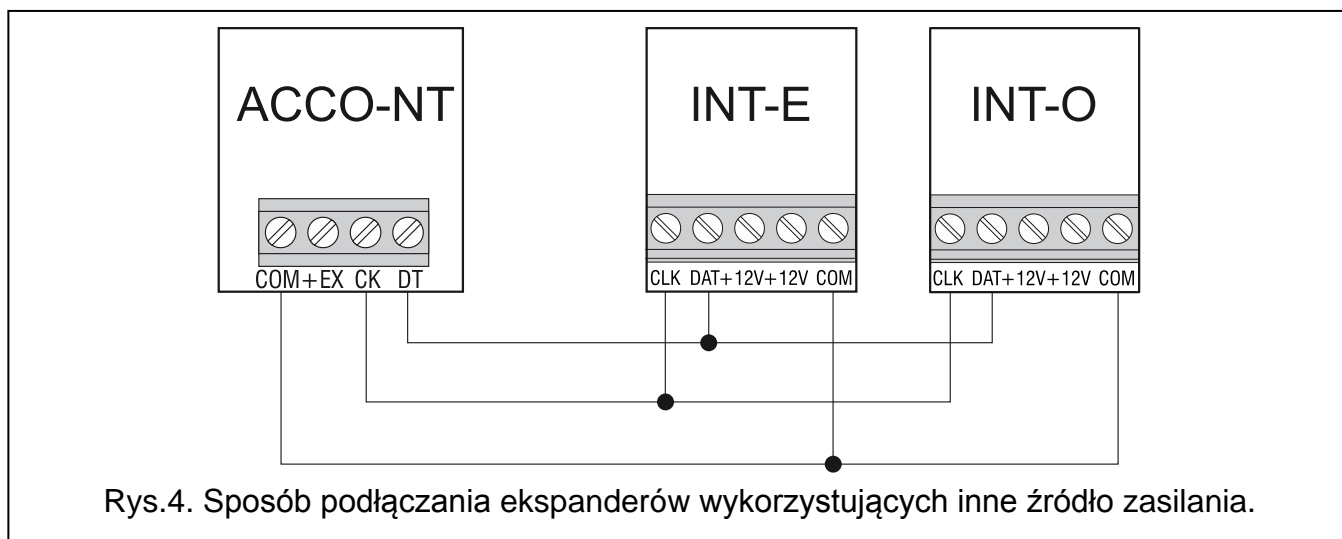 ACCO-NT
INT-E
INT-O
COM+EX CK DT
CLK DAT+12V+12V COM
CLK DAT+12V+12V COM
Rys.4. Sposób podłączania ekspanderów wykorzystujących inne źródło zasilania.